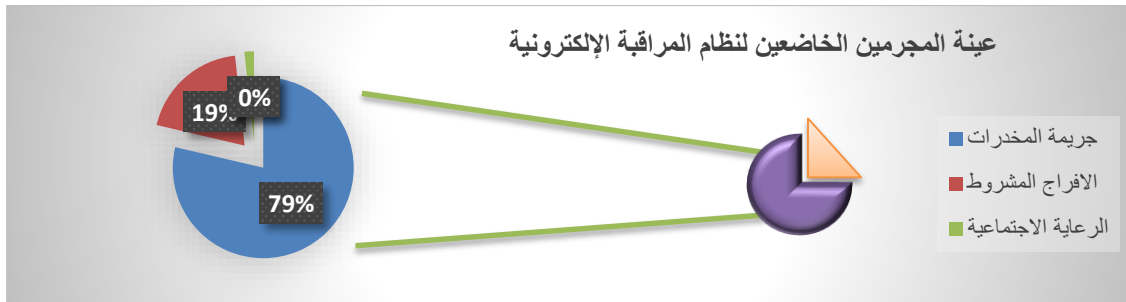 عينة المجرمين الخاضعين لنظام المراقبة الإلكترونية
19%
0%
79%
جريمة المخدرات
الافراج المشروط
الرعاية الاجتماعية